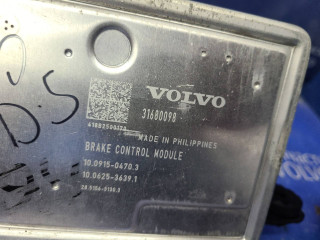 VOLVO
31680098
D.S
MADE IN PHILIPPINES
BRAKE CONTROL MODULE
10.0915-0470.3
10.0625-3639.1